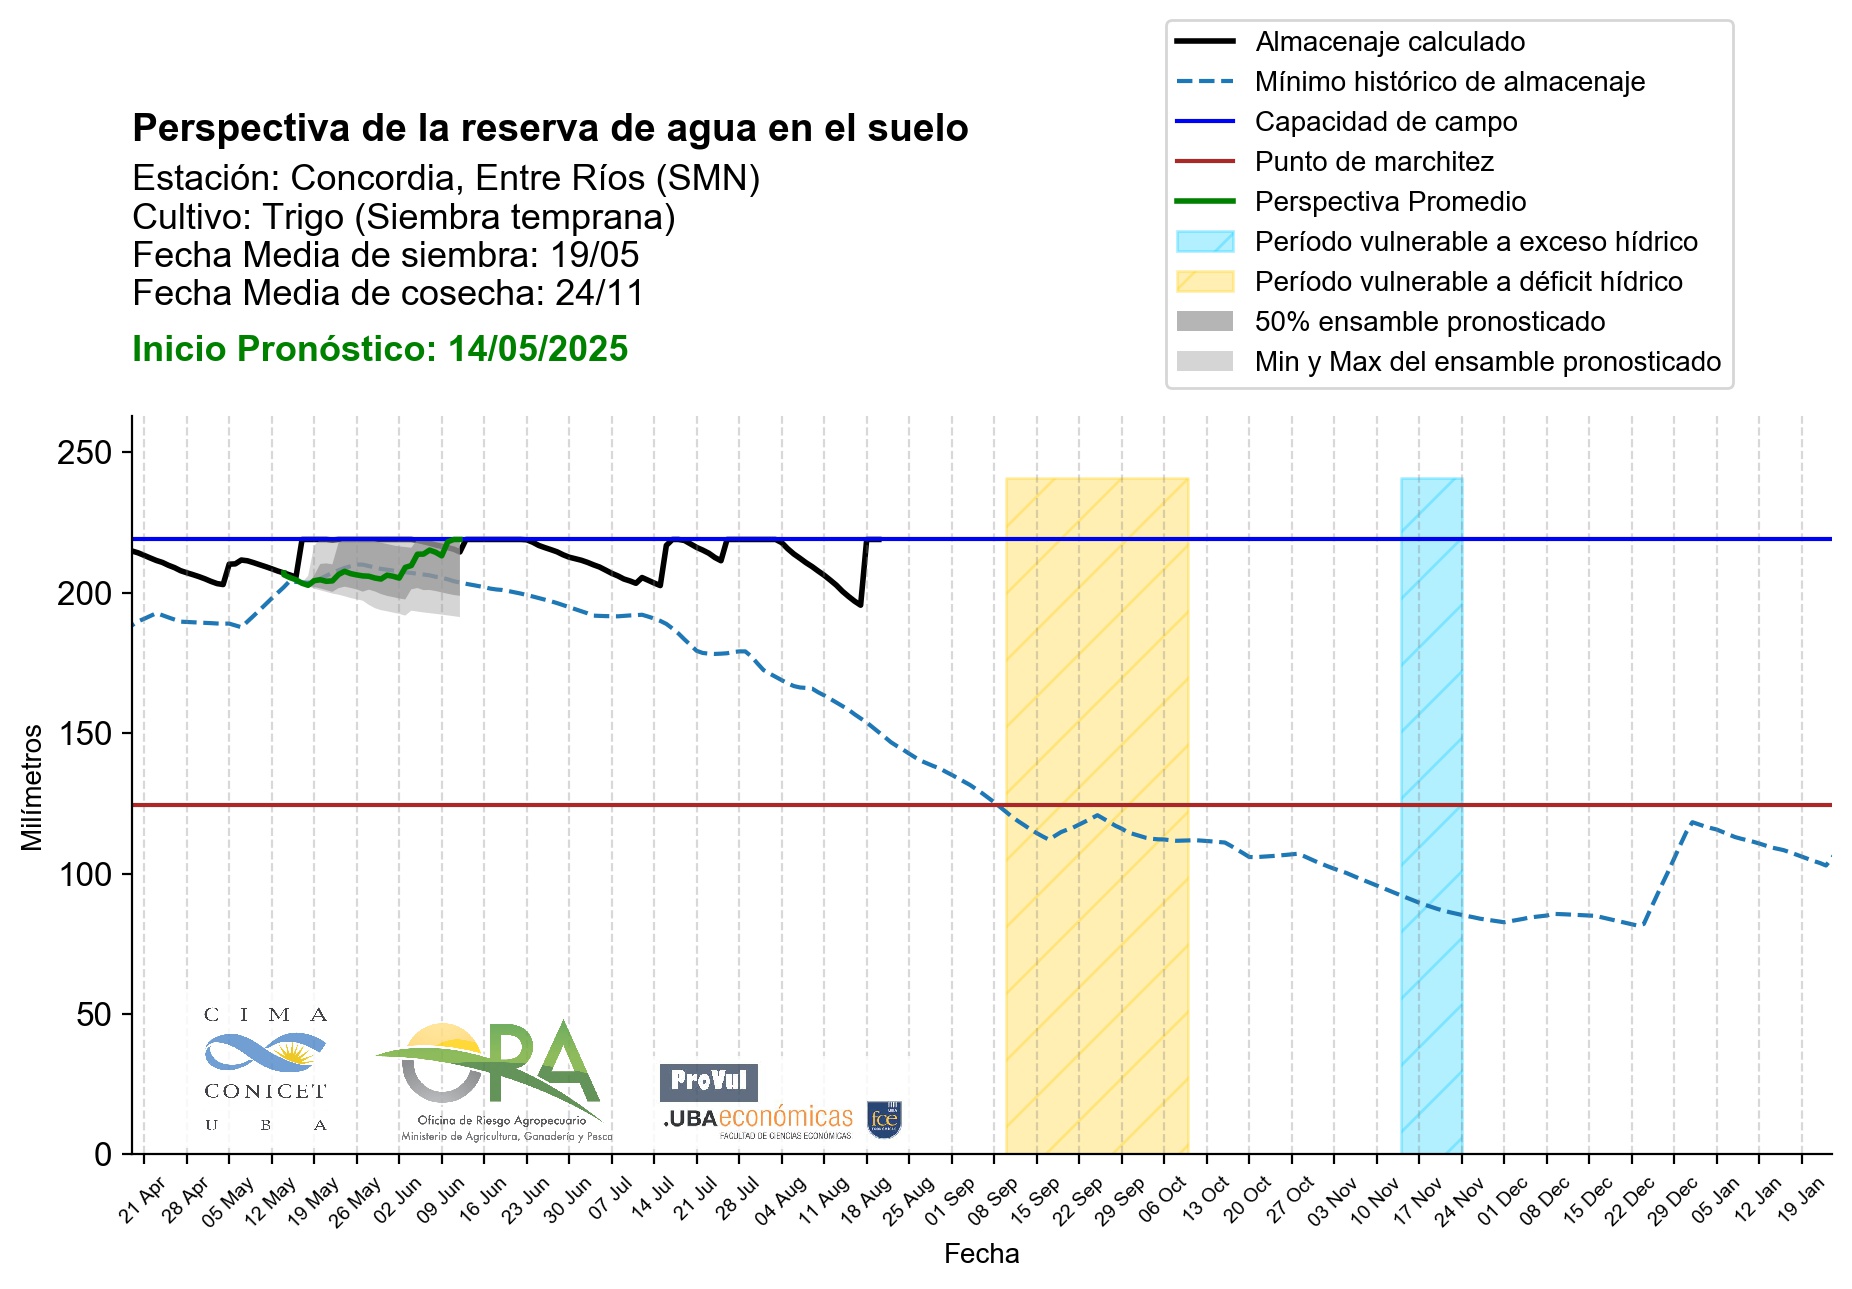 Almacenaje calculado
Mínimo histórico de almacenaje
Capacidad de campo
Punto de marchitez
Perspectiva Promedio
Período vulnerable a exceso hídrico
Período vulnerable a déficit hídrico
50% ensamble pronosticado
Min y Max del ensamble pronosticado
Perspectiva de la reserva de agua en el suelo
Estación: Concordia, Entre Ríos (SMN)
Cultivo: Trigo (Siembra temprana)
Fecha Media de siembra: 19/05
Fecha Media de cosecha: 24/11
Inicio Pronóstico: 14/05/2025
Milímetros
250
200
150
100
50
0
CIMA
CONICET
UBA
ORA
Oficina de Riesgo Agropecuario
Ministerio de Agricultura, Ganadería y Pesca
ProVul
.UBAeconómicas
FACULTAD DE CIENCIAS ECONÓMICAS
fce
21 Apr
28 Apr
05 May
12 May
19 May
26 May
02 Jun
09 Jun
16 Jun
23 Jun
30 Jun
07 Jul
14 Jul
21 Jul
28 Jul
04 Aug
11 Aug
18 Aug
25 Aug
01 Sep
08 Sep
15 Sep
22 Sep
29 Sep
06 Oct
13 Oct
20 Oct
27 Oct
03 Nov
10 Nov
17 Nov
24 Nov
01 Dec
08 Dec
15 Dec
22 Dec
29 Dec
05 Jan
12 Jan
19 Jan
Fecha